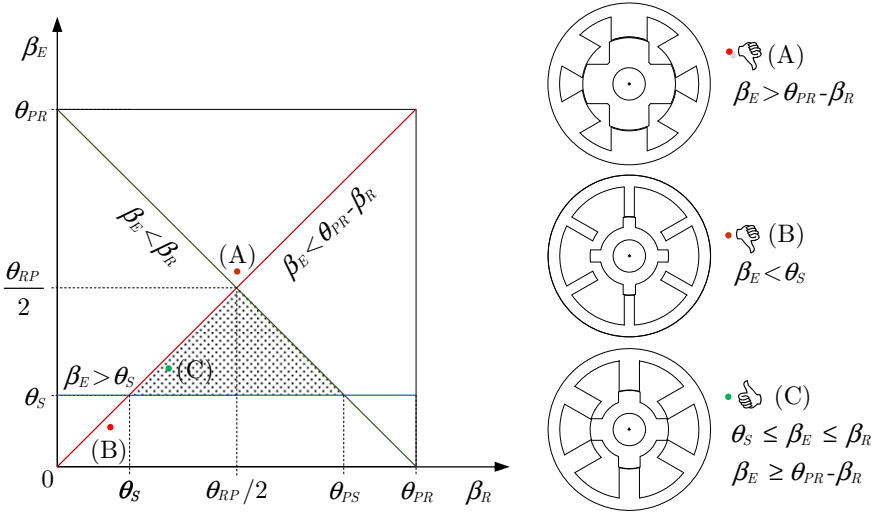 β_E
θ_PR
β_E<β_R
β_E<θ_PR-β_R
(A)
θ_RP
2
β_E>θ_S
(C)
θ_S
(B)
0
θ_S
θ_RP/2
θ_PS
θ_PR
β_R
(A)
β_E>θ_PR-β_R
(B)
β_E<θ_S
(C)
θ_S ≤ β_E ≤ β_R
β_E ≥ θ_PR-β_R